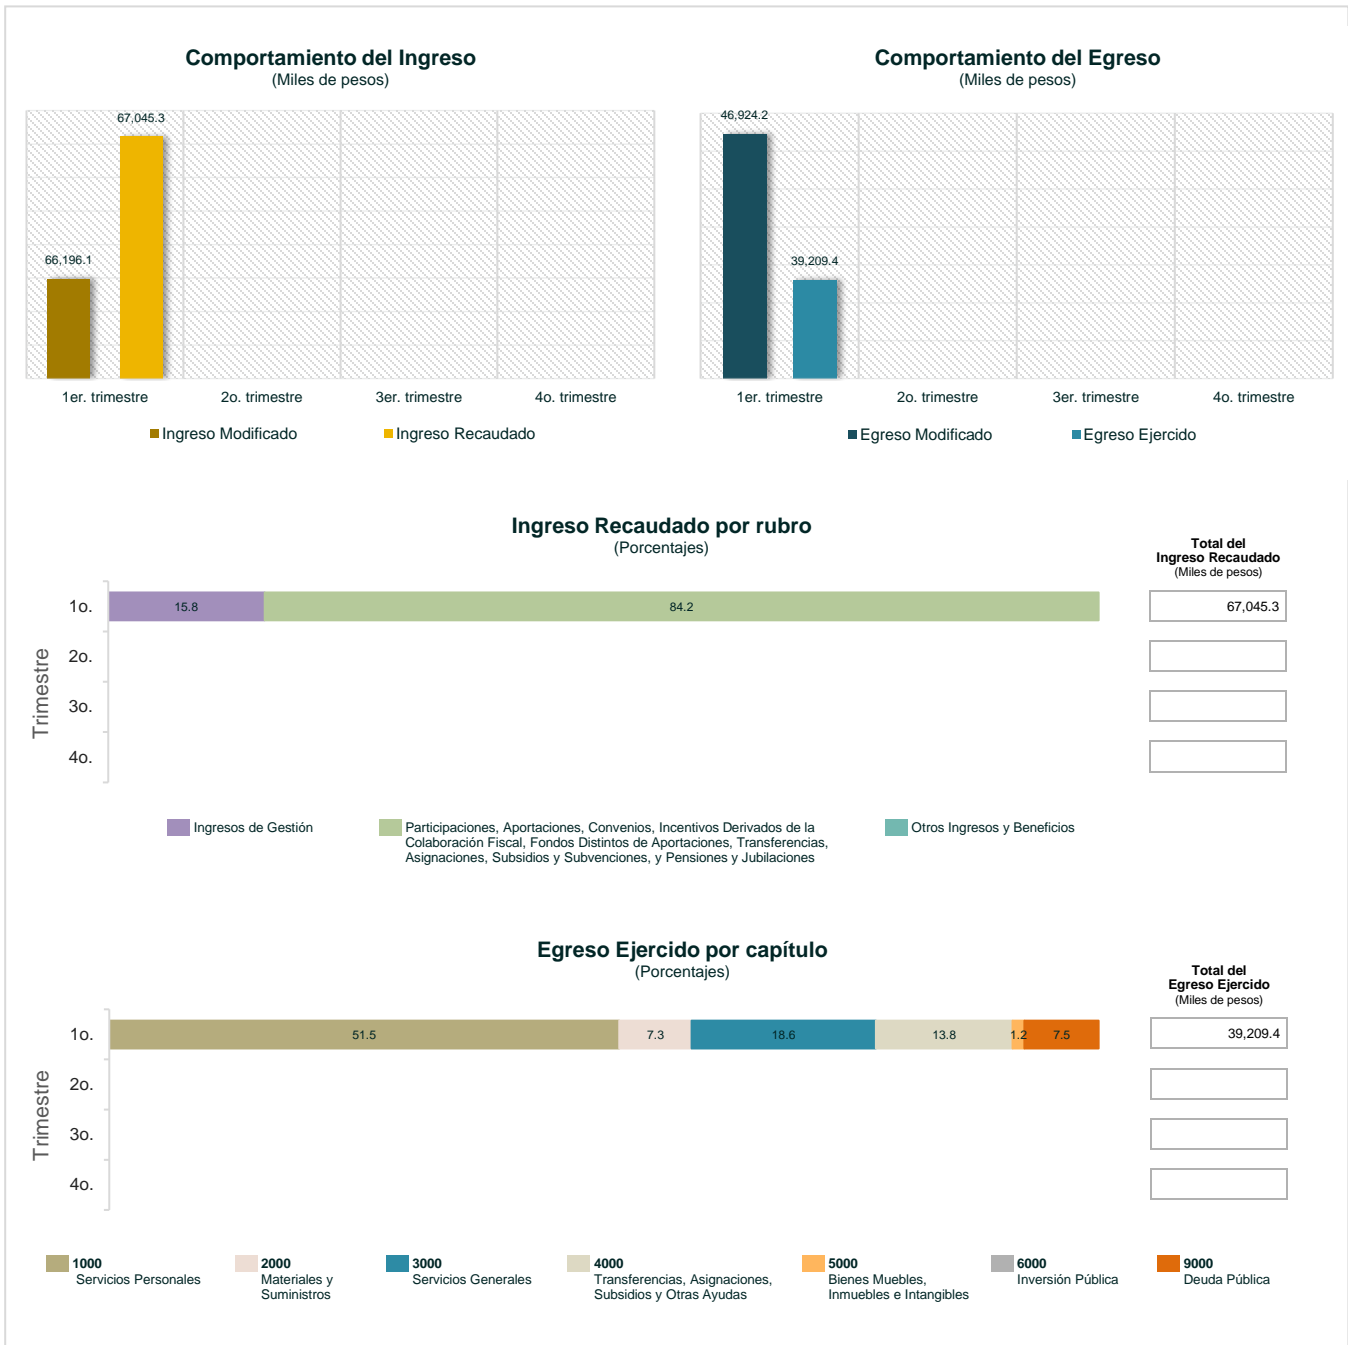 Comportamiento del Ingreso
(Miles de pesos)
67,045.3
66,196.1
1er. trimestre
2o. trimestre
3er. trimestre
4o. trimestre
Ingreso Modificado
Ingreso Recaudado
Comportamiento del Egreso
(Miles de pesos)
46,924.2
39,209.4
1er. trimestre
2o. trimestre
3er. trimestre
4o. trimestre
Egreso Modificado
Egreso Ejercido
Ingreso Recaudado por rubro
(Porcentajes)
Total del
Ingreso Recaudado
(Miles de pesos)
Trimestre
1o.
15.8
84.2
67,045.3
2o.
3o.
4o.
Ingresos de Gestión
Participaciones, Aportaciones, Convenios, Incentivos Derivados de la
Colaboración Fiscal, Fondos Distintos de Aportaciones, Transferencias,
Asignaciones, Subsidios y Subvenciones, y Pensiones y Jubilaciones
Otros Ingresos y Beneficios
Egreso Ejercido por capítulo
(Porcentajes)
Total del
Egreso Ejercido
(Miles de pesos)
Trimestre
1o.
51.5
7.3
18.6
13.8
1.2
7.5
39,209.4
2o.
3o.
4o.
1000
Servicios Personales
2000
Materiales y
Suministros
3000
Servicios Generales
4000
Transferencias, Asignaciones,
Subsidios y Otras Ayudas
5000
Bienes Muebles,
Inmuebles e Intangibles
6000
Inversión Pública
9000
Deuda Pública